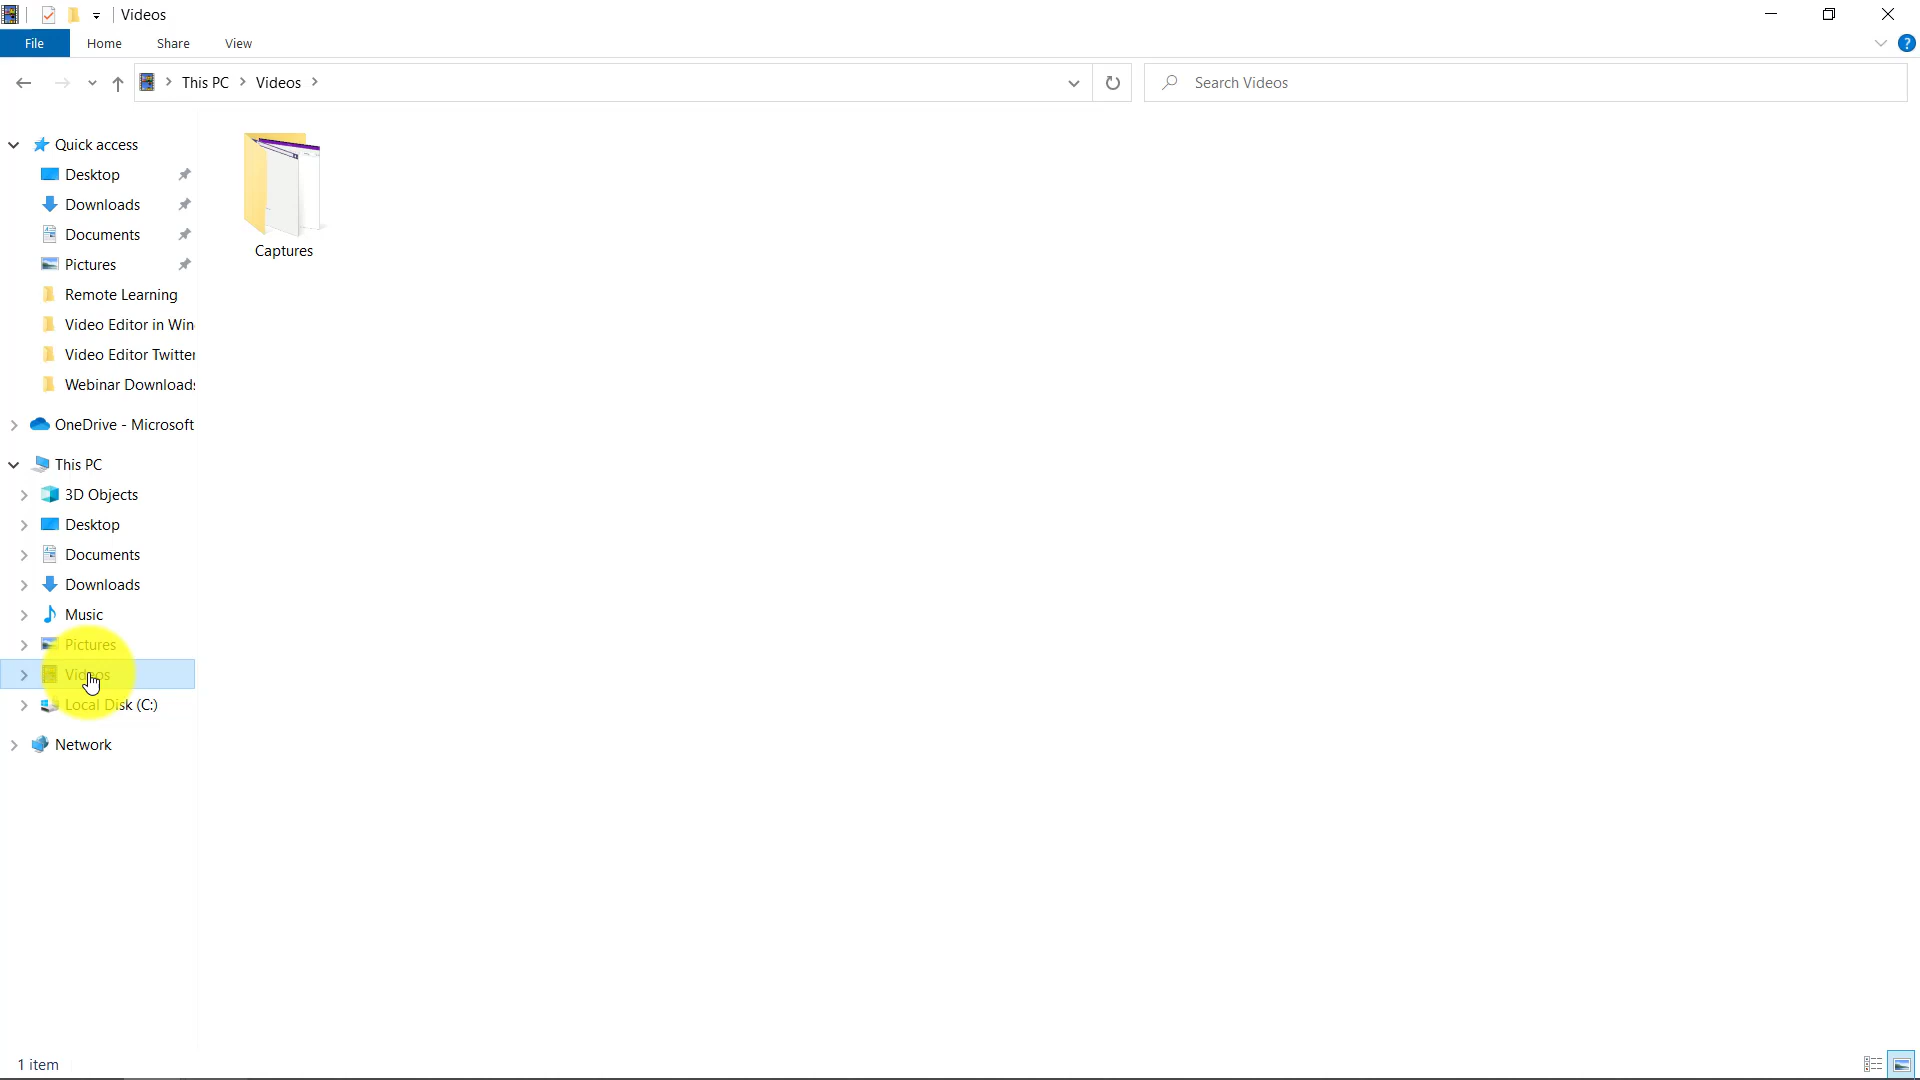 Videos
File Home Share View
This PC Videos
Search Videos
Quick access
Desktop
Downloads
Documents
Pictures
Remote Learning
Video Editor in Win
Video Editor Twitter
Webinar Downloads
OneDrive - Microsoft
This PC
3D Objects
Desktop
Documents
Downloads
Music
Pictures
Videos
Local Disk (C:)
Network
Captures
1 item